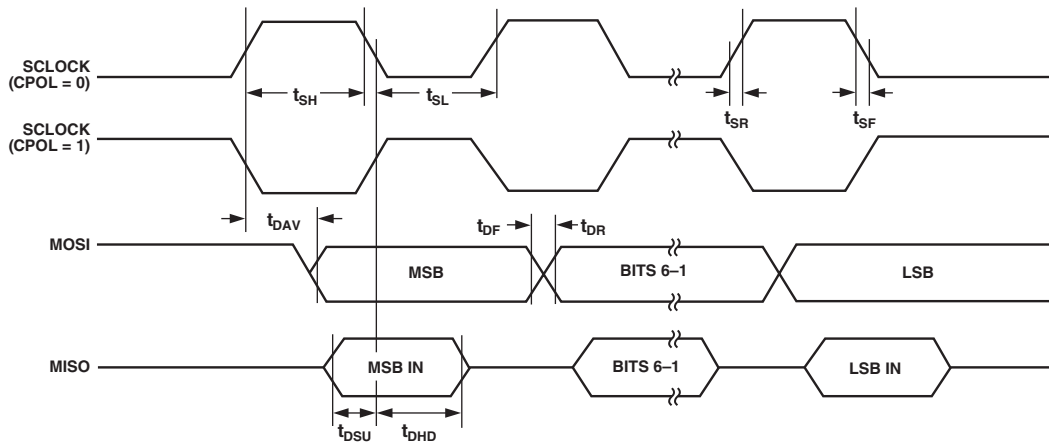 SCLOCK
(CPOL = 0)
tSH
tSL
tSR
tSF
SCLOCK
(CPOL = 1)
tDAV
tDF
tDR
MOSI
MSB
BITS 6–1
LSB
MISO
MSB IN
BITS 6–1
LSB IN
tDSU
tDHD